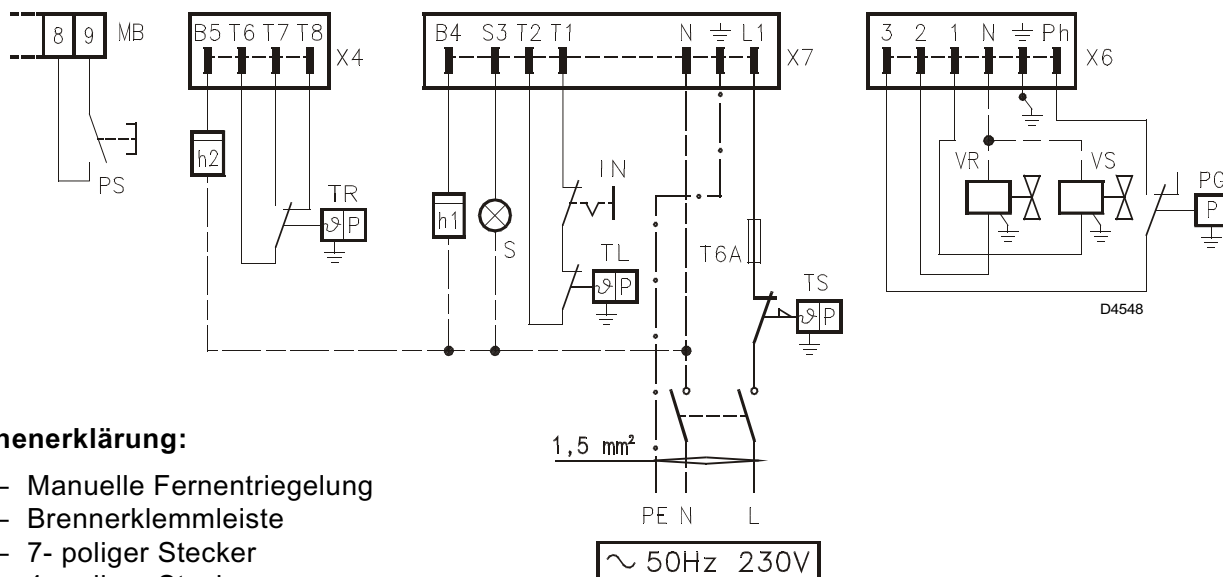 8 9 MB
B5 T6 T7 T8 X4
B4 S3 T2 T1 N L1 X7
3 2 1 N Ph X6
h2
PS
TR
ϑ P
h1
S
IN
TL
ϑ P
T6A
TS
ϑ P
VR VS
PG
P
D4548
1,5 mm²
PE N L
~ 50Hz 230V
nenerklärung:
– Manuelle Fernentriegelung
– Brennerklemmleiste
– 7- poliger Stecker